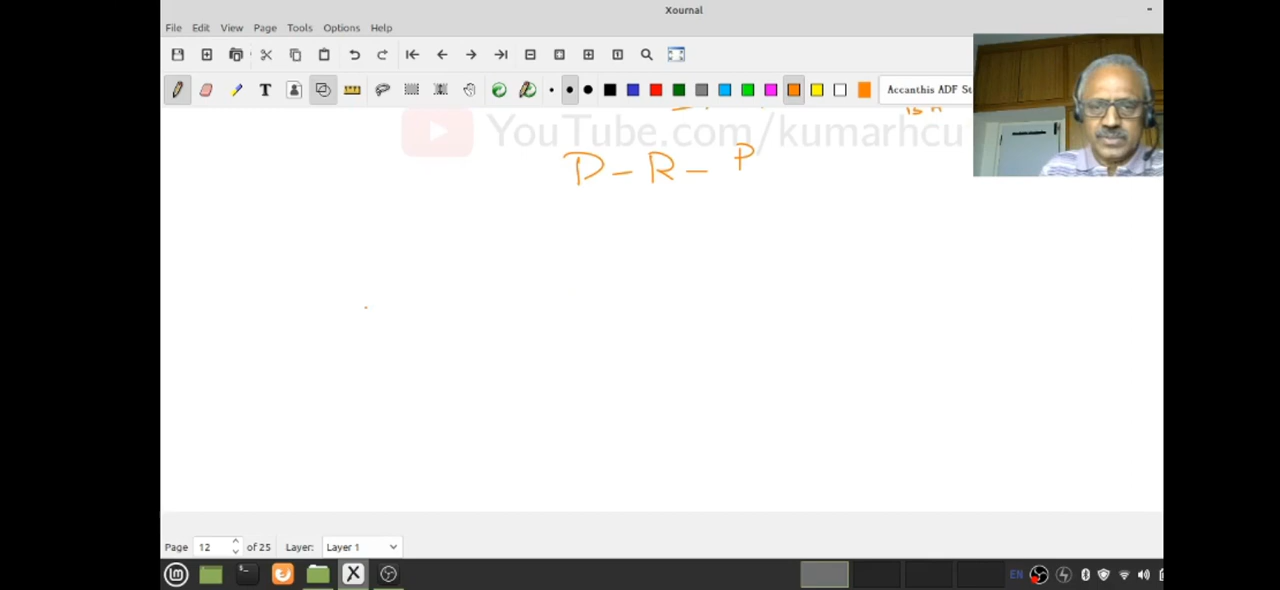 Xournal
File Edit View Page Tools Options Help
T Accanthis ADF St
YouTube.com/kumarhcu
D - R - P
Page 12 of 25 Layer: Layer 1
EN